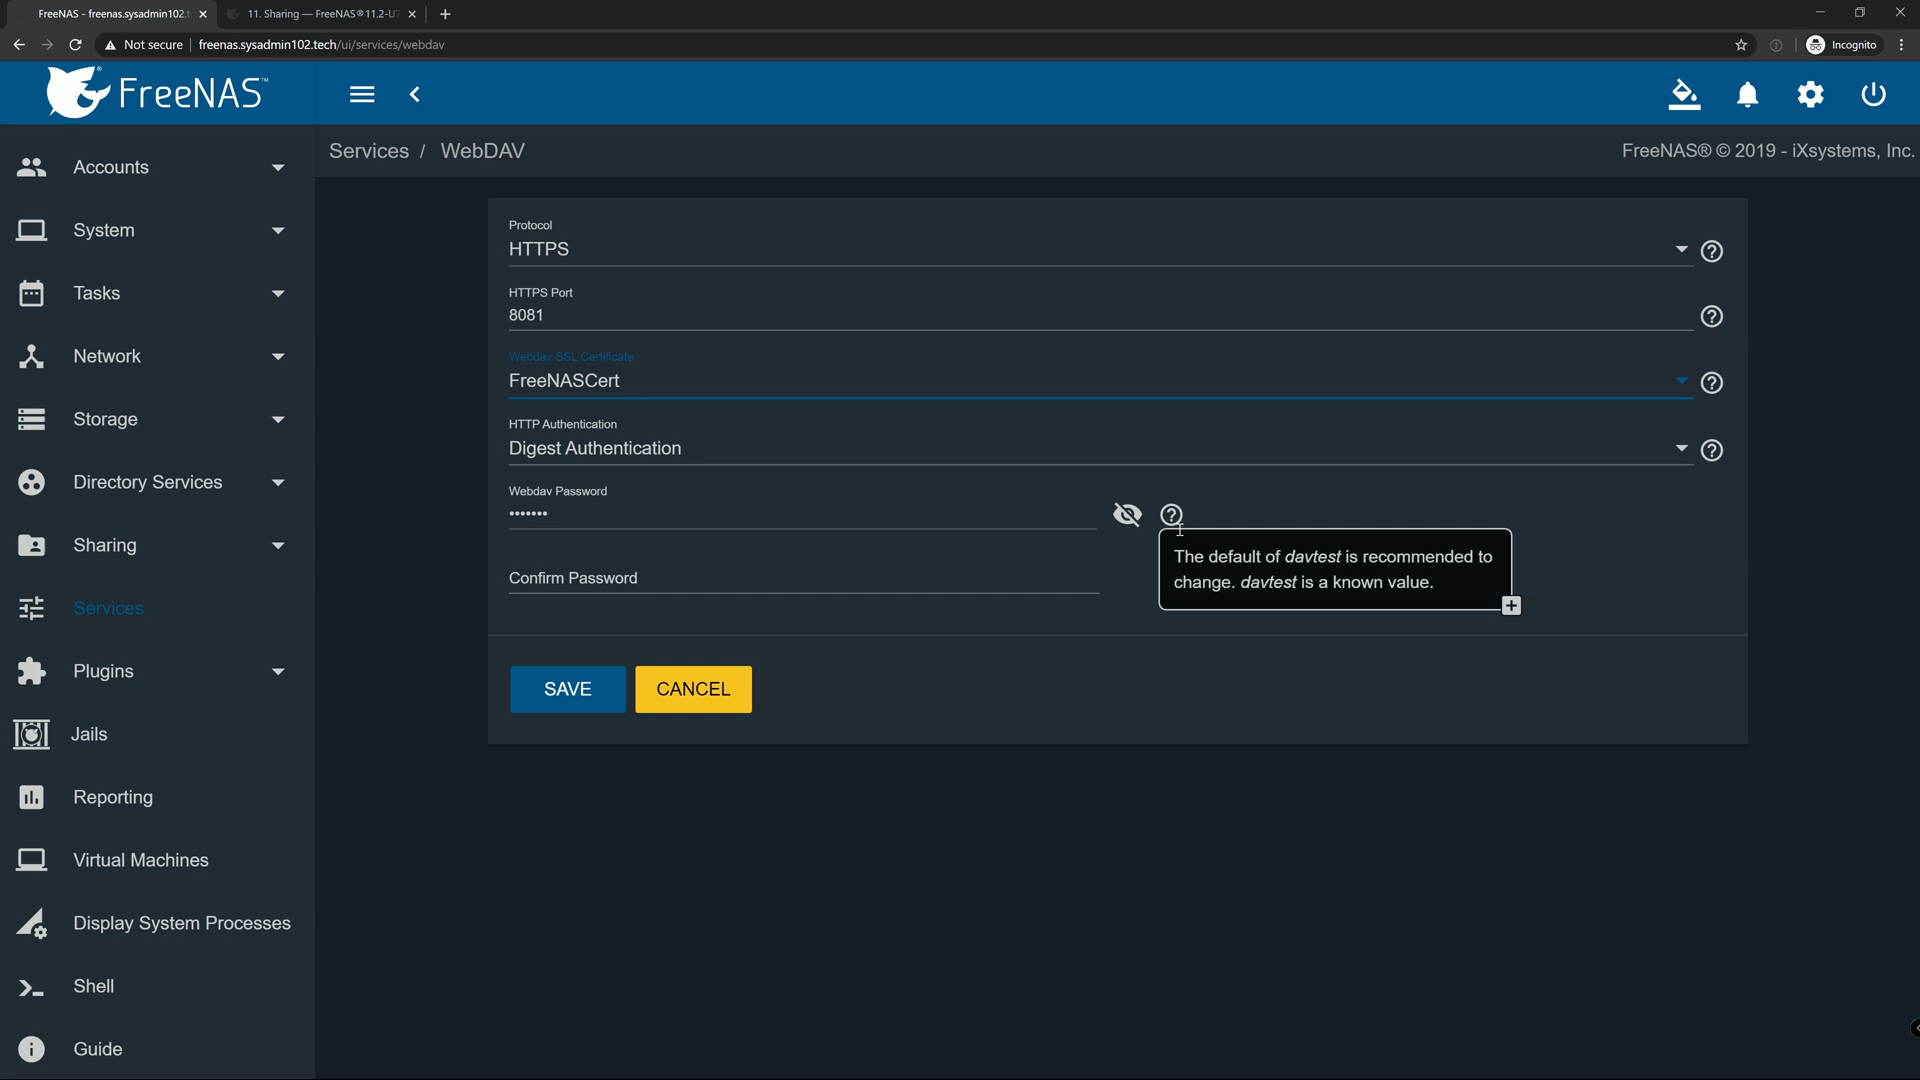 FreeNAS - freenas.sysadmin102.t
11. Sharing — FreeNAS®11.2-U7
Not secure
freenas.sysadmin102.tech/ui/services/webdav
Incognito
FreeNAS™
Services / WebDAV
FreeNAS® © 2019 - iXsystems, Inc.
Accounts
System
Tasks
Network
Storage
Directory Services
Sharing
Services
Plugins
Jails
Reporting
Virtual Machines
Display System Processes
Shell
Guide
Protocol
HTTPS
HTTPS Port
8081
Webdav SSL Certificate
FreeNASCert
HTTP Authentication
Digest Authentication
Webdav Password
•••••••
The default of davtest is recommended to
change. davtest is a known value.
Confirm Password
SAVE
CANCEL